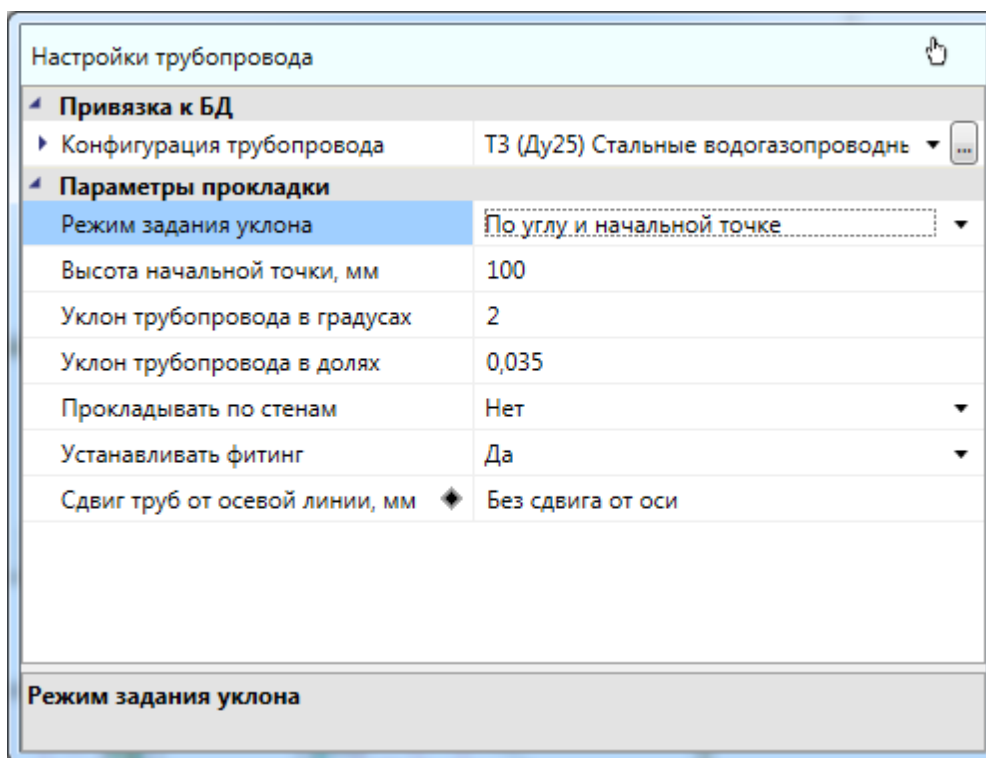 Настройки трубопровода
Привязка к БД
Конфигурация трубопровода Т3 (Ду25) Стальные водогазопроводнь ...
Параметры прокладки
Режим задания уклона По углу и начальной точке
Высота начальной точки, мм 100
Уклон трубопровода в градусах 2
Уклон трубопровода в долях 0,035
Прокладывать по стенам Нет
Устанавливать фитинг Да
Сдвиг труб от осевой линии, мм Без сдвига от оси
Режим задания уклона